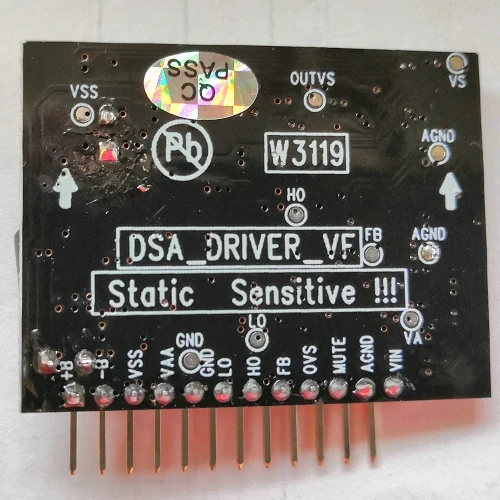 QC
PASS
OUTVS
VS
VSS
Pb
W3119
AGND
HO
DSA_DRIVER_VF
FB
AGND
Static Sensitive !!!
LO
VA
GND
+B
-B
VSS
VAA
GND
LO
HO
FB
OVS
MUTE
AGND
VIN